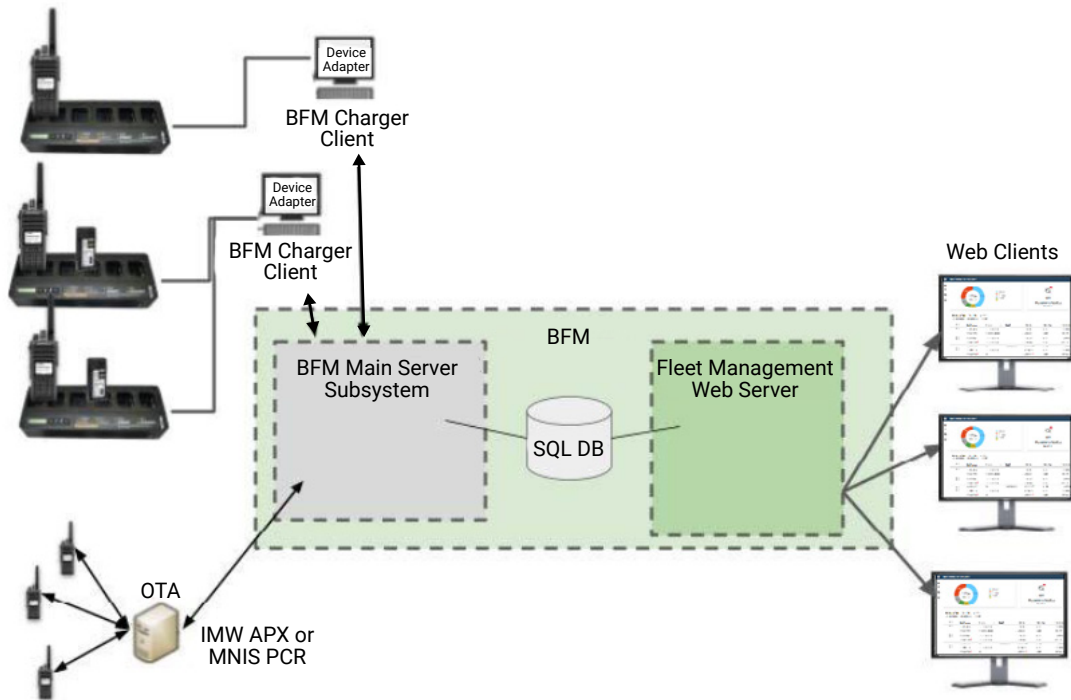 Device
Adapter
BFM Charger
Client
Device
Adapter
BFM Charger
Client
Web Clients
BFM
BFM Main Server
Subsystem
Fleet Management
Web Server
SQL DB
OTA
IMW APX or
MNIS PCR